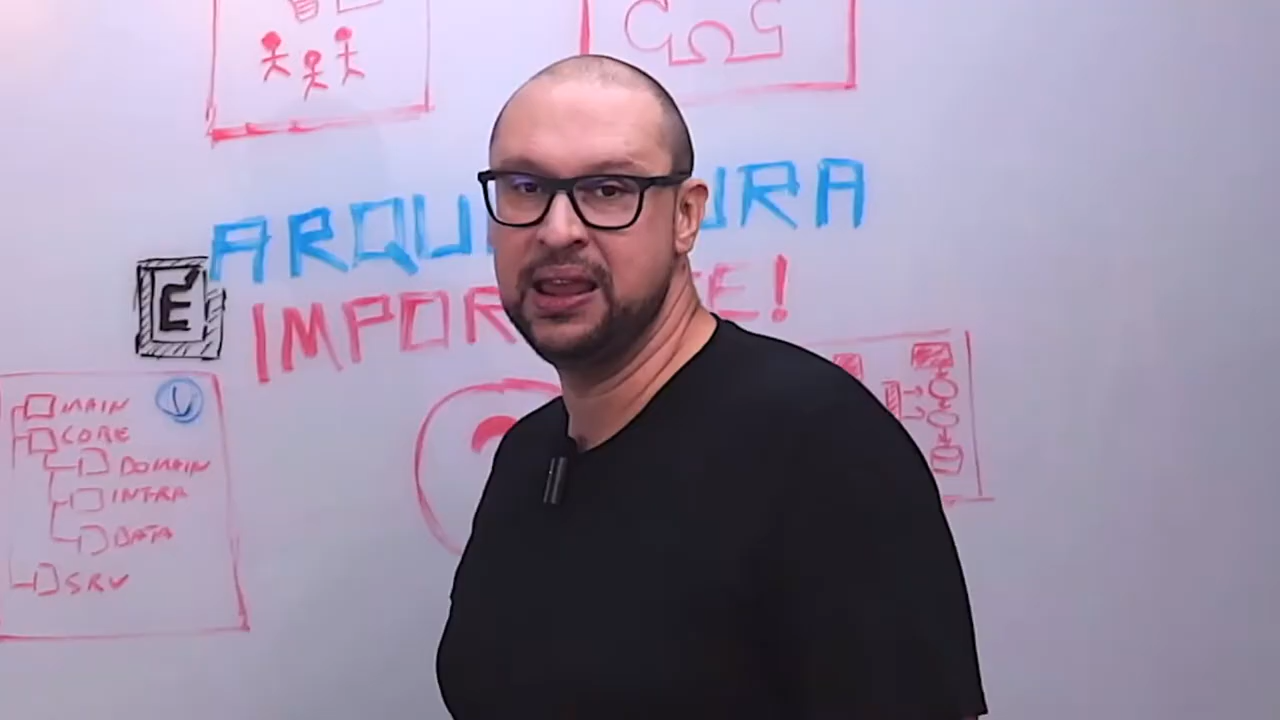 ARQU URA
É
IMPOR E!
MAIN
CORE
DOMAIN
INFRA
DATA
SRV